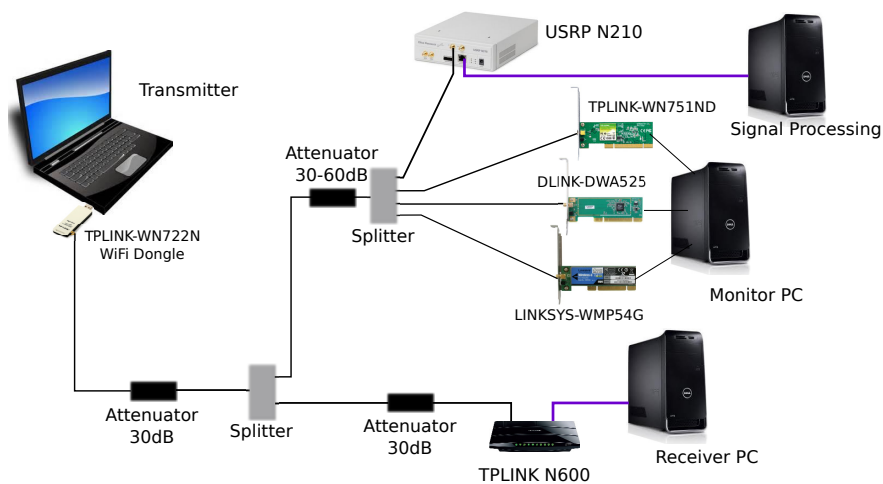 USRP N210
Transmitter
TPLINK-WN751ND
Signal Processing
Attenuator
30-60dB
DLINK-DWA525
TPLINK-WN722N
WiFi Dongle
Splitter
Monitor PC
LINKSYS-WMP54G
Attenuator
30dB
Splitter
Attenuator
30dB
TPLINK N600
Receiver PC